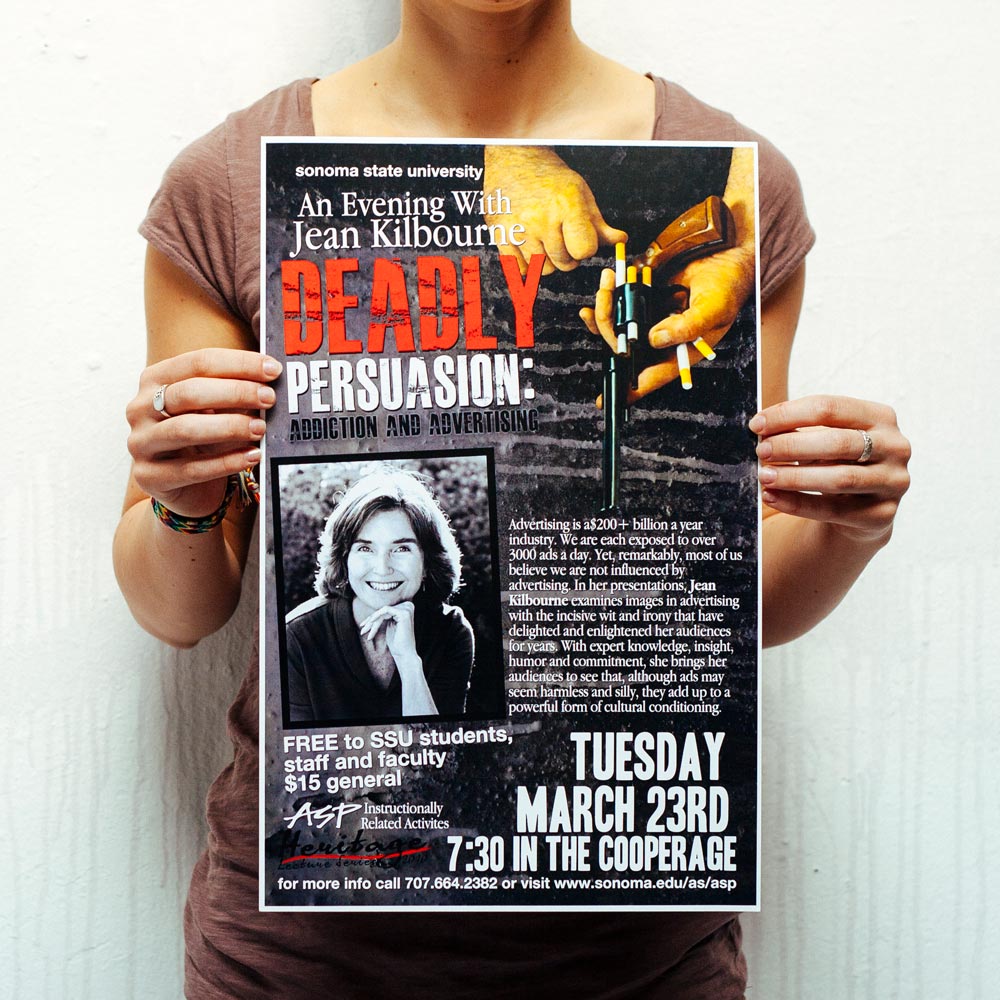 sonoma state university
An Evening With
Jean Kilbourne
DEADLY
PERSUASION:
ADDICTION AND ADVERTISING
Advertising is a$200+ billion a year
industry. We are each exposed to over
3000 ads a day. Yet, remarkably, most of us
believe we are not influenced by
advertising. In her presentations, Jean
Kilbourne examines images in advertising
with the incisive wit and irony that have
delighted and enlightened her audiences
for years. With expert knowledge, insight,
humor and commitment, she brings her
audiences to see that, although ads may
seem harmless and silly, they add up to a
powerful form of cultural conditioning.
FREE to SSU students,
staff and faculty
$15 general
ASP Instructionally
Related Activites
Heritage
Lecture Series
TUESDAY
MARCH 23RD
7:30 IN THE COOPERAGE
for more info call 707.664.2382 or visit www.sonoma.edu/as/asp